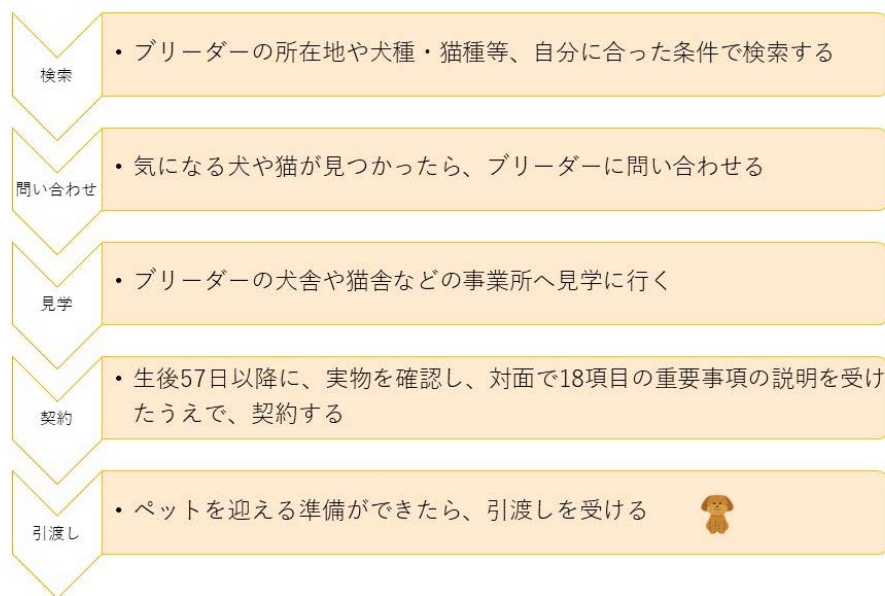 検索
• ブリーダーの所在地や犬種・猫種等、自分に合った条件で検索する
問い合わせ
• 気になる犬や猫が見つかったら、ブリーダーに問い合わせる
見学
• ブリーダーの犬舎や猫舎などの事業所へ見学に行く
契約
• 生後57日以降に、実物を確認し、対面で18項目の重要事項の説明を受け
たうえで、契約する
引渡し
• ペットを迎える準備ができたら、引渡しを受ける